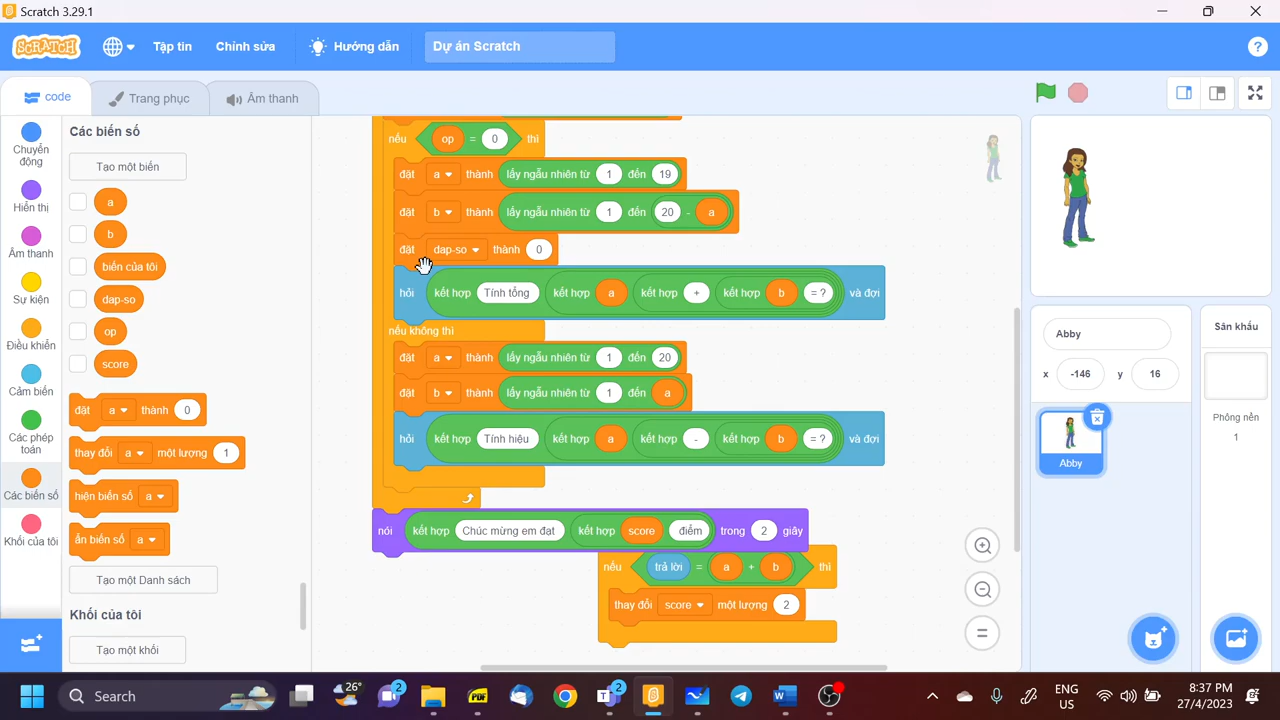 Scratch 3.29.1
SCRATCH Tập tin Chỉnh sửa Hướng dẫn Dự án Scratch ?
code Trang phục Âm thanh
Chuyển động
Hiển thị
Âm thanh
Sự kiện
Điều khiển
Cảm biến
Các phép toán
Các biến số
Khối của tôi
Các biến số
Tạo một biến
a
b
biến của tôi
dap-so
op
score
đặt a thành 0
thay đổi a một lượng 1
hiện biến số a
ẩn biến số a
Tạo một Danh sách
Khối của tôi
Tạo một khối
nếu op = 0 thì
đặt a thành lấy ngẫu nhiên từ 1 đến 19
đặt b thành lấy ngẫu nhiên từ 1 đến 20 - a
đặt dap-so thành 0
hỏi kết hợp Tính tổng kết hợp a kết hợp + kết hợp b = ? và đợi
nếu không thì
đặt a thành lấy ngẫu nhiên từ 1 đến 20
đặt b thành lấy ngẫu nhiên từ 1 đến a
hỏi kết hợp Tính hiệu kết hợp a kết hợp - kết hợp b = ? và đợi
nói kết hợp Chúc mừng em đạt kết hợp score điểm trong 2 giây
nếu trả lời = a + b thì
thay đổi score một lượng 2
Abby
x -146 y 16
Abby
Sân khấu
Phông nền
1
Search 26° 2 PDF 2 ENG US 8:37 PM 27/4/2023